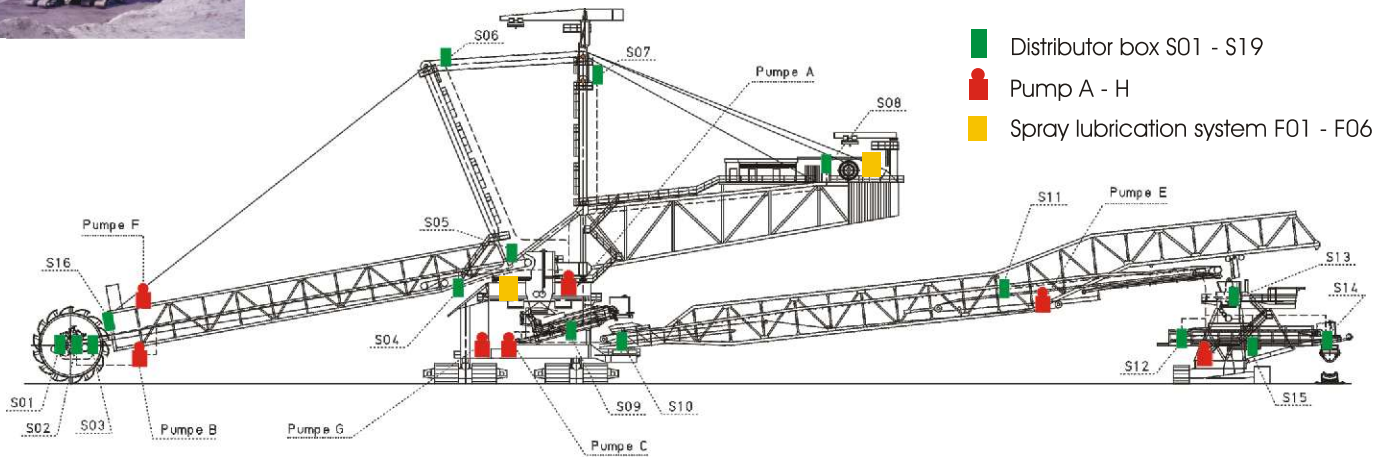 S06
S07
Pumpe A
S08
Distributor box S01 - S19
Pump A - H
Spray lubrication system F01 - F06
S11
Pumpe E
Pumpe F
S05
S16
S13
S14
S04
S12
S15
S01
S02
S03
Pumpe B
Pumpe G
S09
S10
Pumpe C